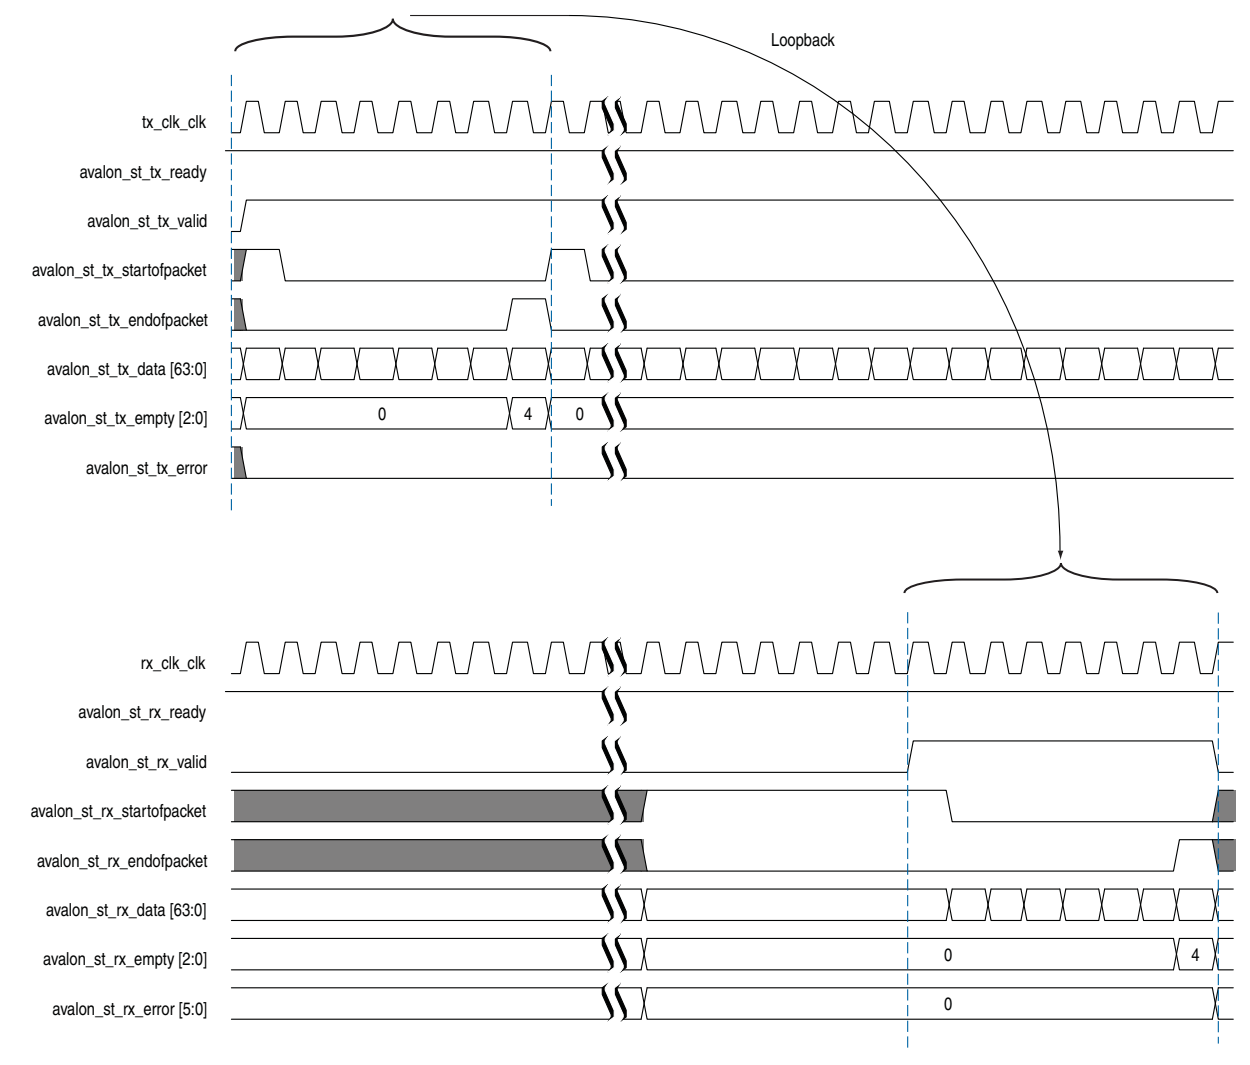 Loopback
tx_clk_clk
avalon_st_tx_ready
avalon_st_tx_valid
avalon_st_tx_startofpacket
avalon_st_tx_endofpacket
avalon_st_tx_data [63:0]
avalon_st_tx_empty [2:0] 0 4 0
avalon_st_tx_error
rx_clk_clk
avalon_st_rx_ready
avalon_st_rx_valid
avalon_st_rx_startofpacket
avalon_st_rx_endofpacket
avalon_st_rx_data [63:0]
avalon_st_rx_empty [2:0] 0 4
avalon_st_rx_error [5:0] 0